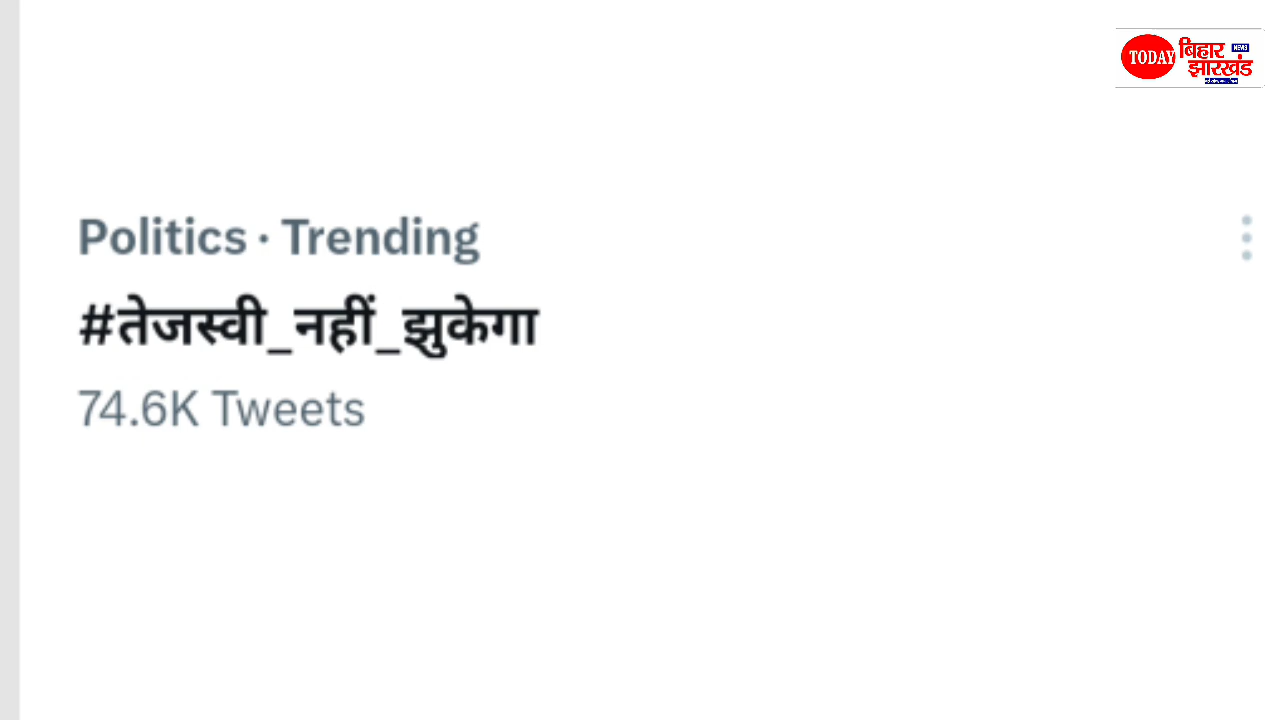 TODAY बिहार NEWS
झारखंड
Politics · Trending
#तेजस्वी_नहीं_झुकेगा
74.6K Tweets